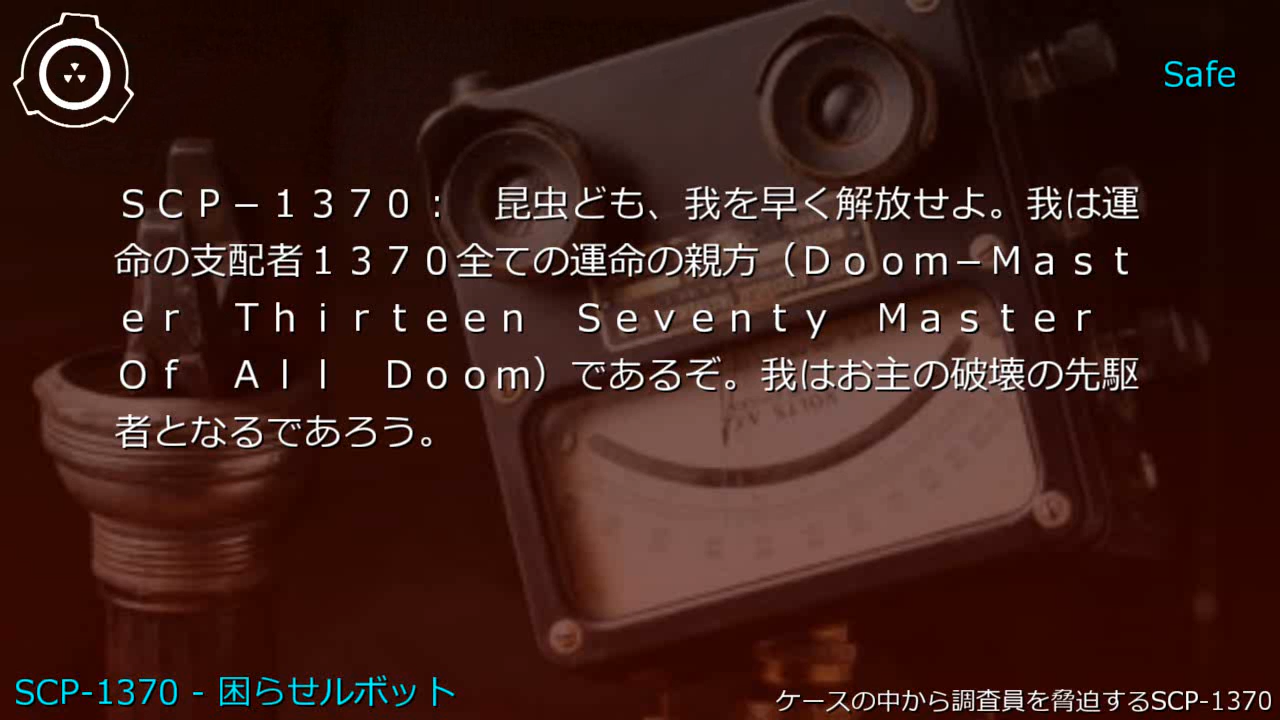 Safe
ＳＣＰ－１３７０：　昆虫ども、我を早く解放せよ。我は運
命の支配者１３７０全ての運命の親方（Ｄｏｏｍ－Ｍａｓｔ
ｅｒ　Ｔｈｉｒｔｅｅｎ　Ｓｅｖｅｎｔｙ　Ｍａｓｔｅｒ
Ｏｆ　Ａｌｌ　Ｄｏｏｍ）であるぞ。我はお主の破壊の先駆
者となるであろう。
SCP-1370 - 困らせルボット
ケースの中から調査員を脅迫するSCP-1370